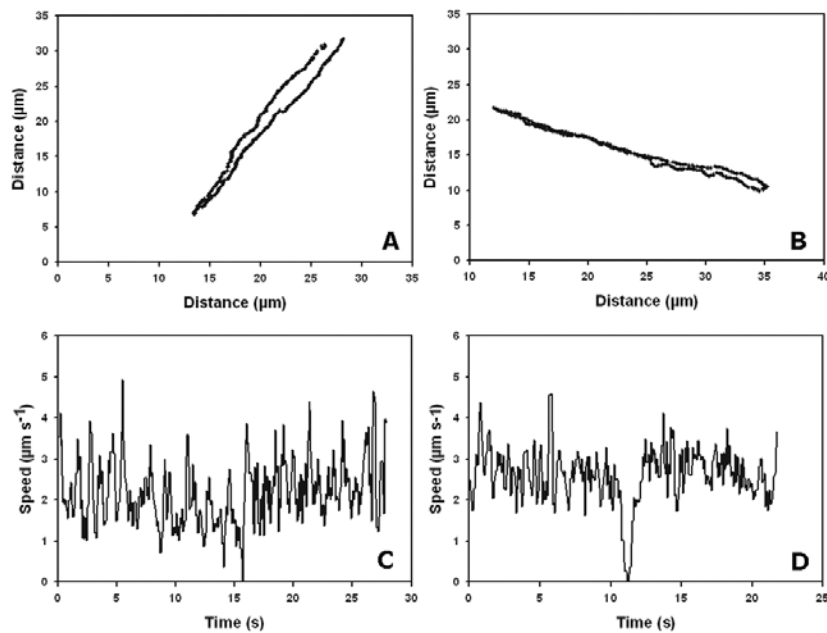 Distance (µm)
35
30
25
20
15
10
5
0
0 5 10 15 20 25 30 35
Distance (µm)
A
Distance (µm)
35
30
25
20
15
10
5
0
10 15 20 25 30 35 40
Distance (µm)
B
Speed (µm s⁻¹)
6
5
4
3
2
1
0
0 5 10 15 20 25 30
Time (s)
C
Speed (µm s-1)
6
5
4
3
2
1
0
0 5 10 15 20 25
Time (s)
D